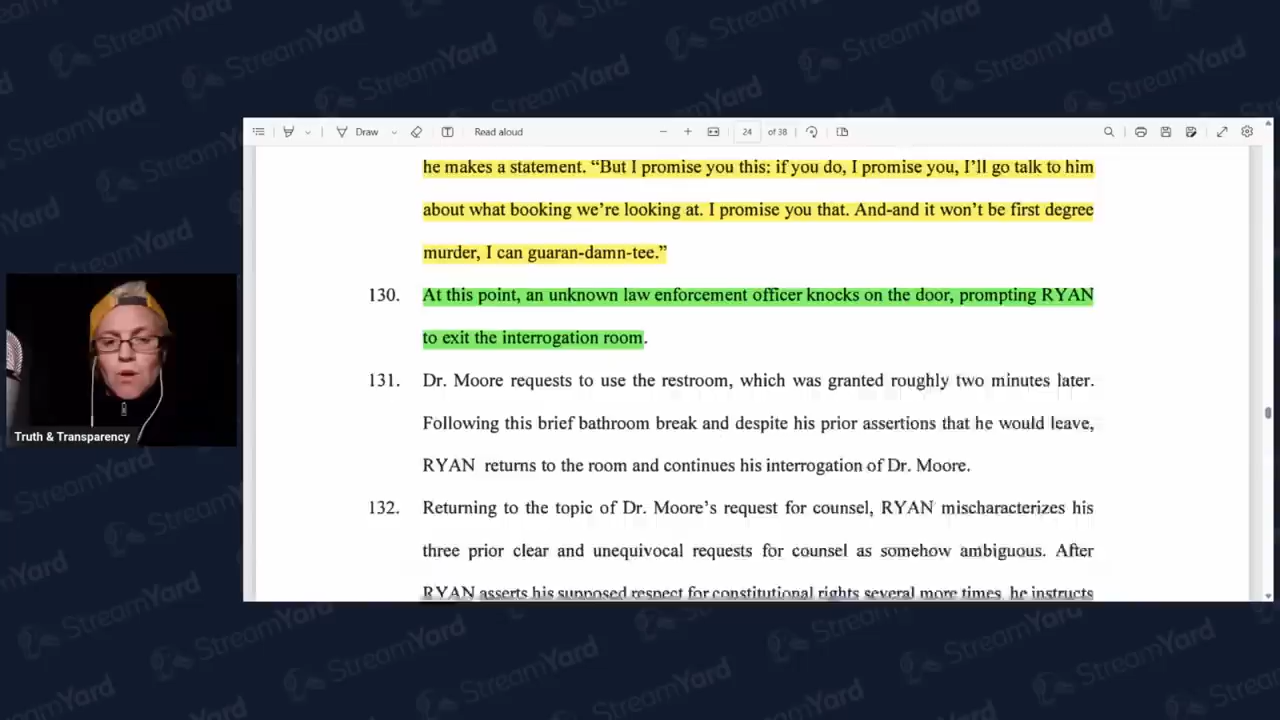 StreamYard
Draw
Read aloud
24
of 38
he makes a statement. “But I promise you this: if you do, I promise you, I’ll go talk to him
about what booking we’re looking at. I promise you that. And-and it won’t be first degree
murder, I can guaran-damn-tee.”
130. At this point, an unknown law enforcement officer knocks on the door, prompting RYAN
to exit the interrogation room.
131. Dr. Moore requests to use the restroom, which was granted roughly two minutes later.
Following this brief bathroom break and despite his prior assertions that he would leave,
RYAN returns to the room and continues his interrogation of Dr. Moore.
132. Returning to the topic of Dr. Moore’s request for counsel, RYAN mischaracterizes his
three prior clear and unequivocal requests for counsel as somehow ambiguous. After
RYAN asserts his supposed respect for constitutional rights several more times, he instructs
Truth & Transparency